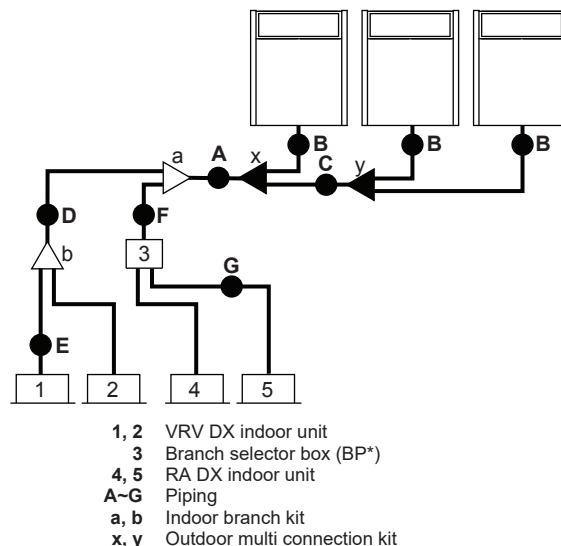 B
B
B
a
A
x
C
y
D
F
b
3
G
E
1
2
4
5
1, 2 VRV DX indoor unit
3 Branch selector box (BP*)
4, 5 RA DX indoor unit
A~G Piping
a, b Indoor branch kit
x, y Outdoor multi connection kit